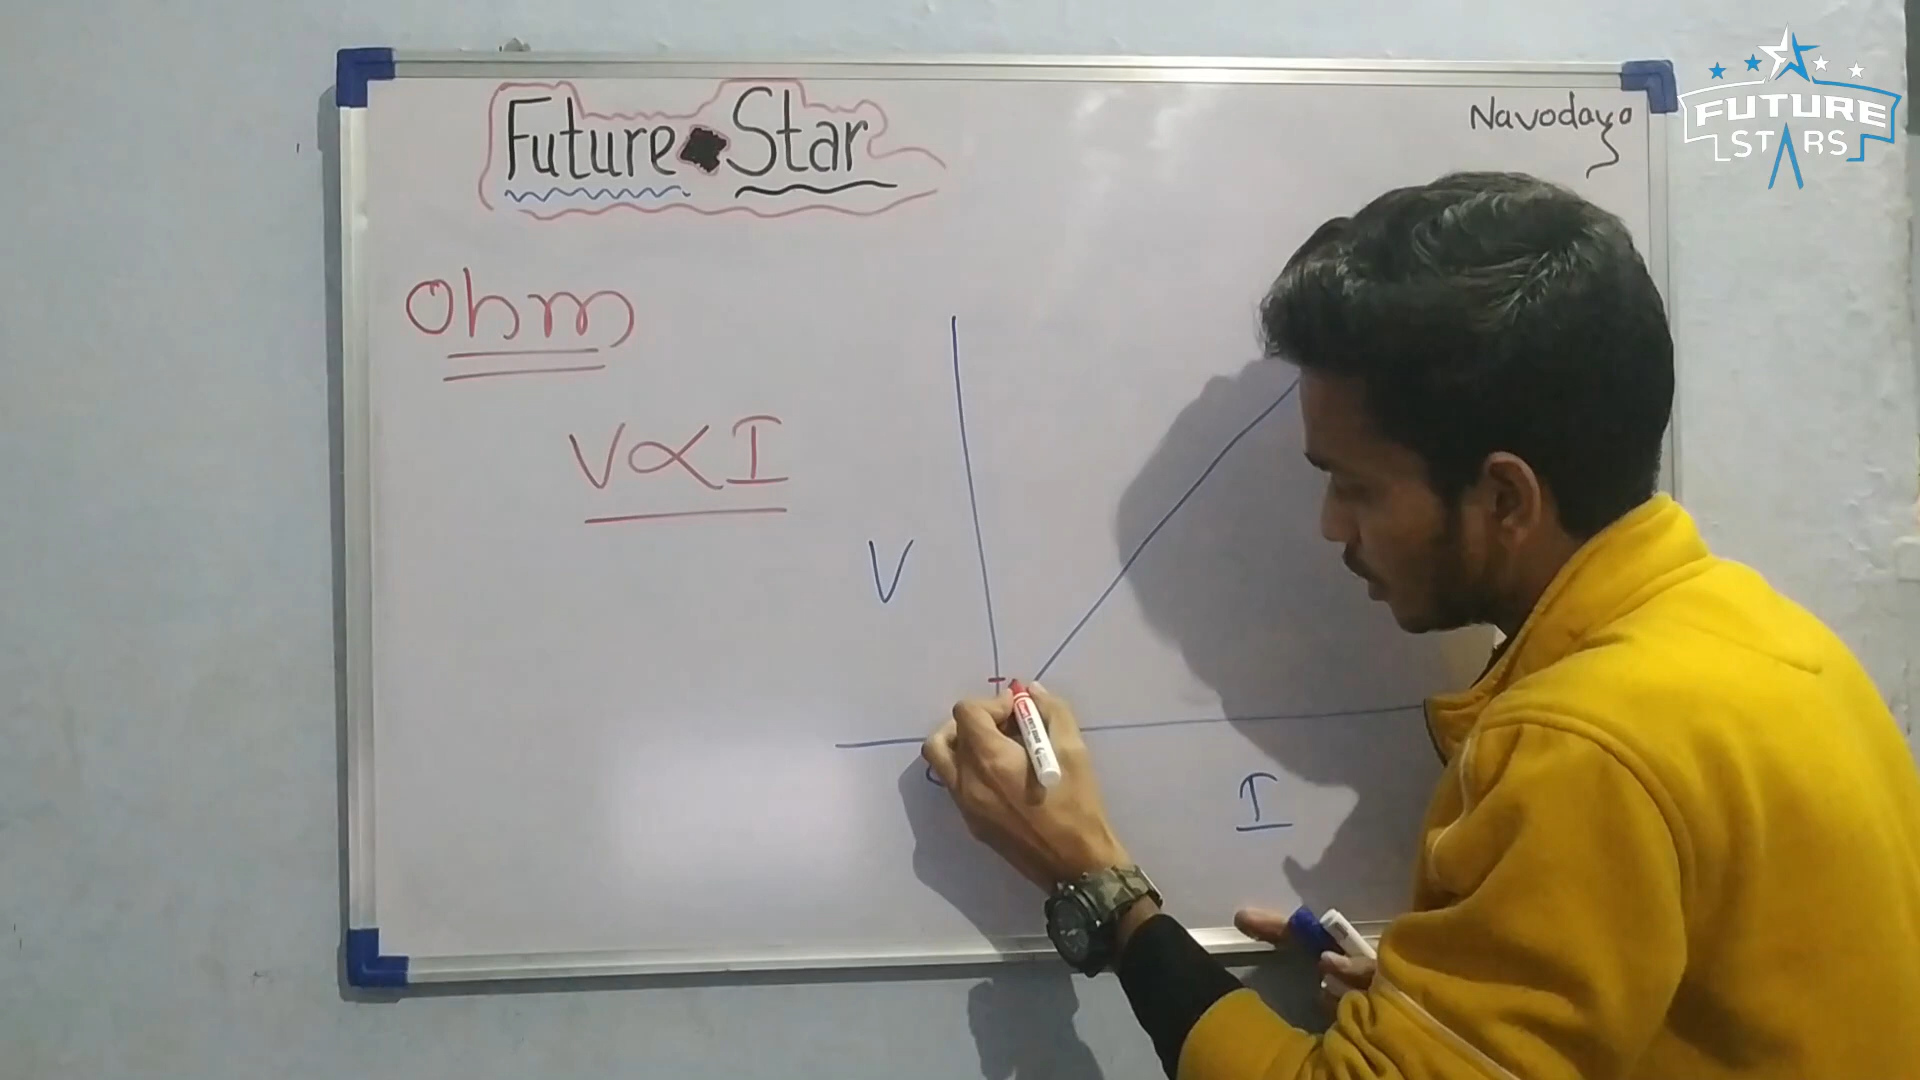 Future Star
Navodaya
FUTURE
STARS
Ohm
V∝I
V
I